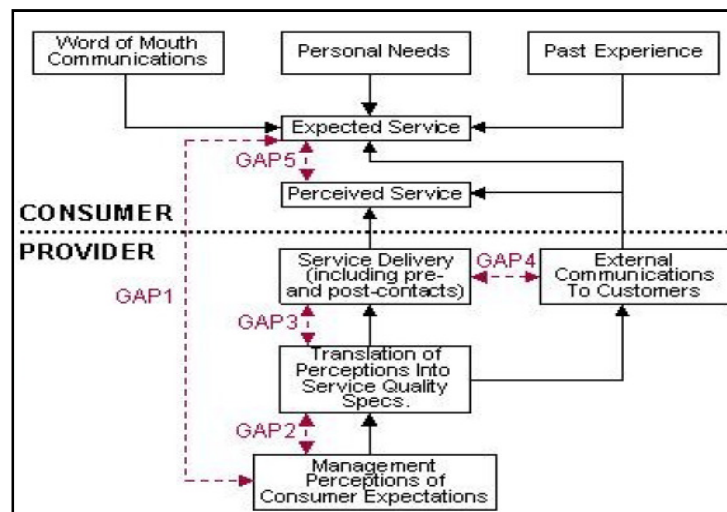 Word of Mouth
Communications
Personal Needs
Past Experience
Expected Service
GAP5
Perceived Service
CONSUMER
PROVIDER
Service Delivery
(including pre-
and post-contacts)
GAP4
External
Communications
To Customers
GAP1
GAP3
Translation of
Perceptions Into
Service Quality
Specs.
GAP2
Management
Perceptions of
Consumer Expectations